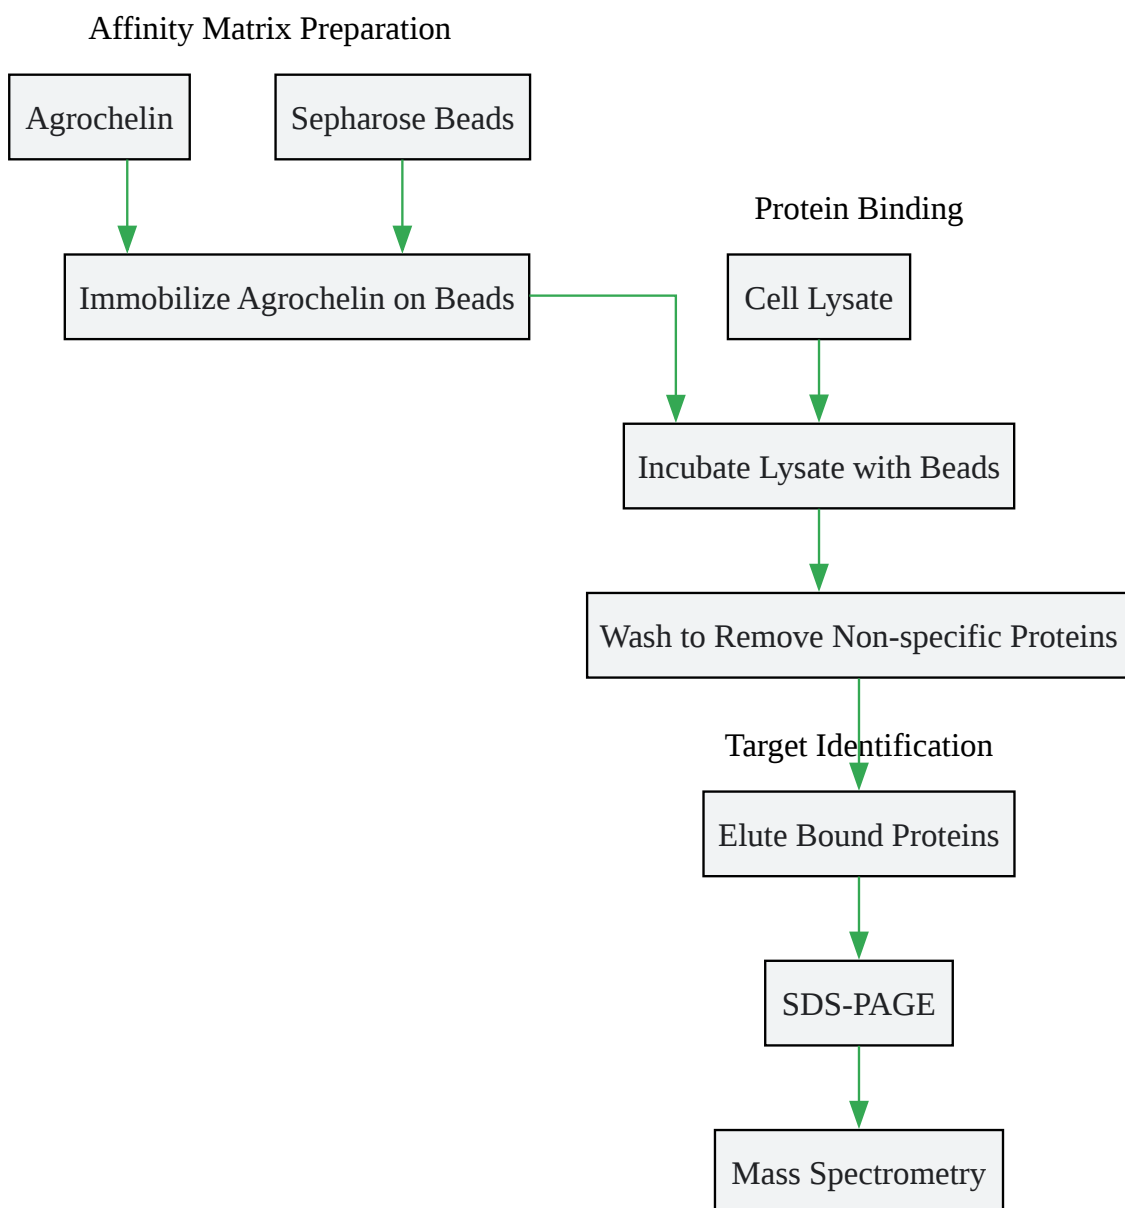 Affinity Matrix Preparation
Agrochelin
Sepharose Beads
Immobilize Agrochelin on Beads
Protein Binding
Cell Lysate
Incubate Lysate with Beads
Wash to Remove Non-specific Proteins
Target Identification
Elute Bound Proteins
SDS-PAGE
Mass Spectrometry